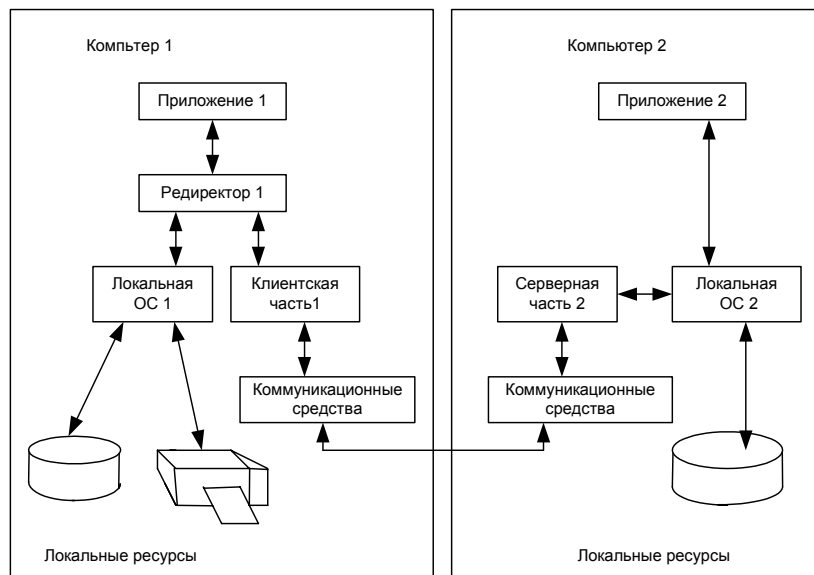 Компьтер 1
Приложение 1
Редиректор 1
Локальная
ОС 1
Клиентская
часть1
Коммуникационные
средства
Локальные ресурсы
Компьютер 2
Приложение 2
Серверная
часть 2
Локальная
ОС 2
Коммуникационные
средства
Локальные ресурсы